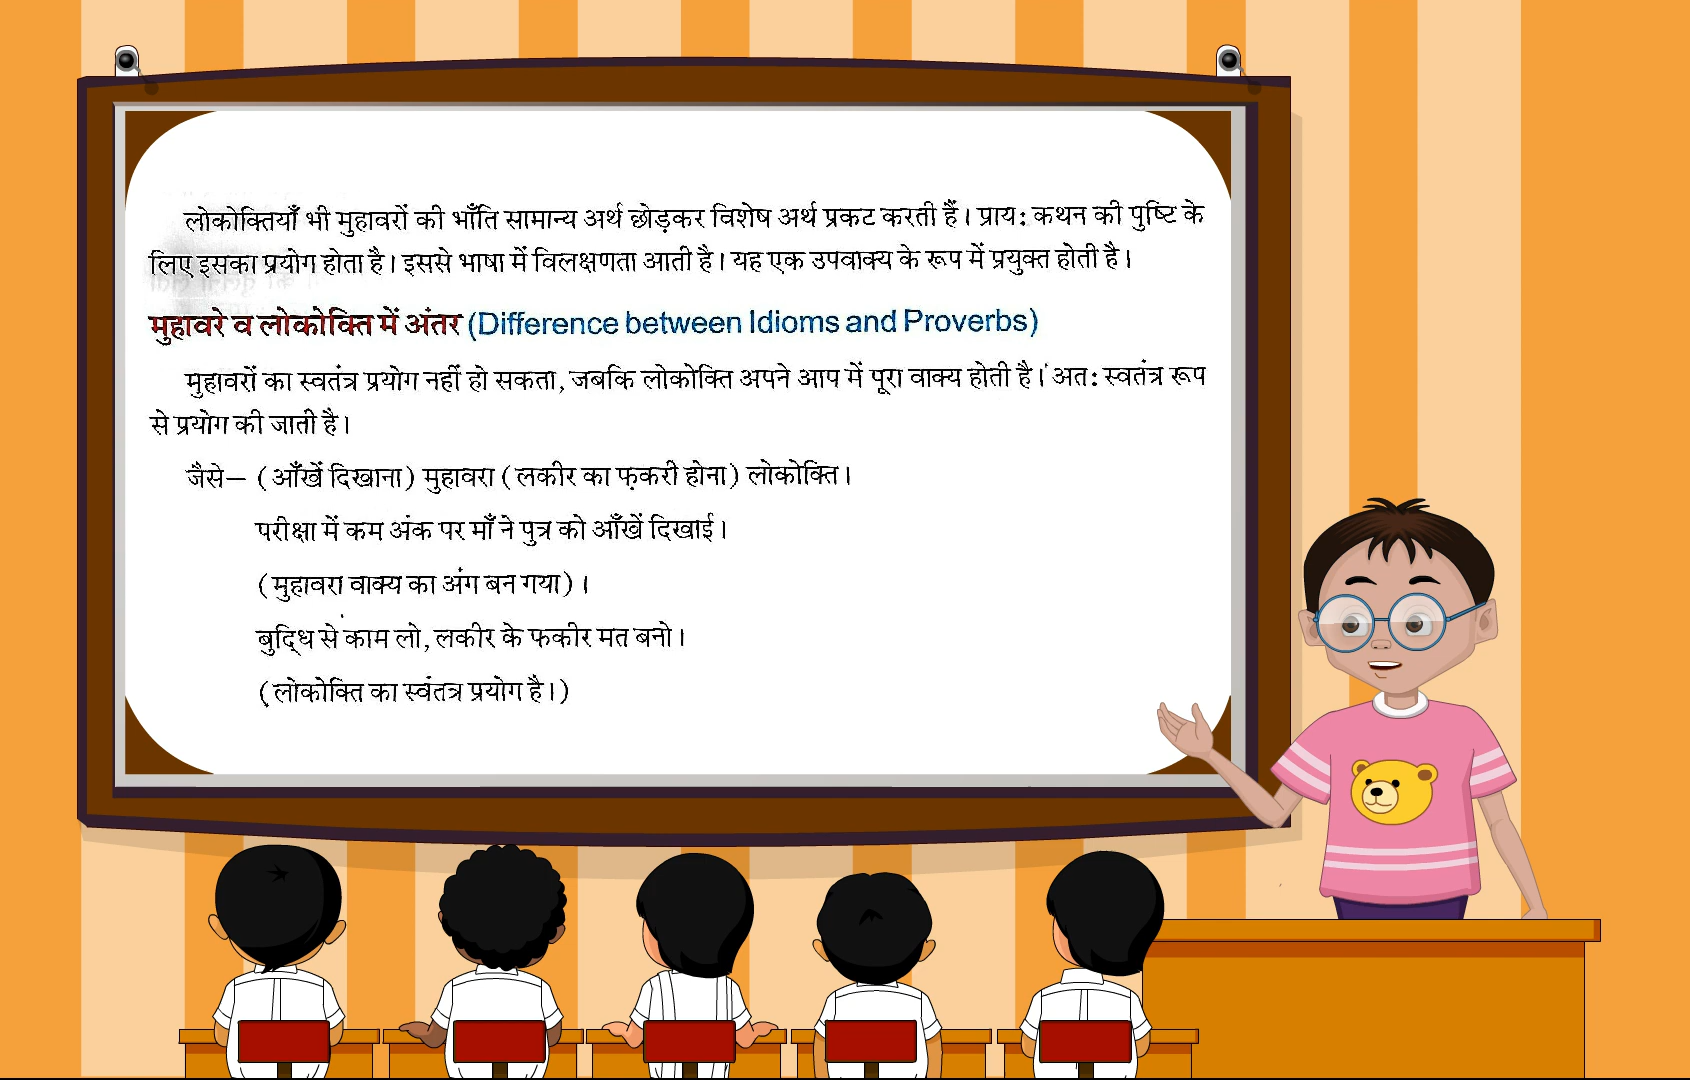 लोकोक्तियाँ भी मुहावरों की भाँति सामान्य अर्थ छोड़कर विशेष अर्थ प्रकट करती हैं। प्राय: कथन की पुष्टि के
लिए इसका प्रयोग होता है। इससे भाषा में विलक्षणता आती है। यह एक उपवाक्य के रूप में प्रयुक्त होती है।
मुहावरे व लोकोक्ति में अंतर (Difference between Idioms and Proverbs)
मुहावरों का स्वतंत्र प्रयोग नहीं हो सकता, जबकि लोकोक्ति अपने आप में पूरा वाक्य होती है। अत: स्वतंत्र रूप
से प्रयोग की जाती है।
जैसे— (आँखें दिखाना) मुहावरा (लकीर का फ़करी होना) लोकोक्ति।
परीक्षा में कम अंक पर माँ ने पुत्र को आँखें दिखाई।
(मुहावरा वाक्य का अंग बन गया)।
बुद्धि से काम लो, लकीर के फकीर मत बनो।
(लोकोक्ति का स्वंतत्र प्रयोग है।)